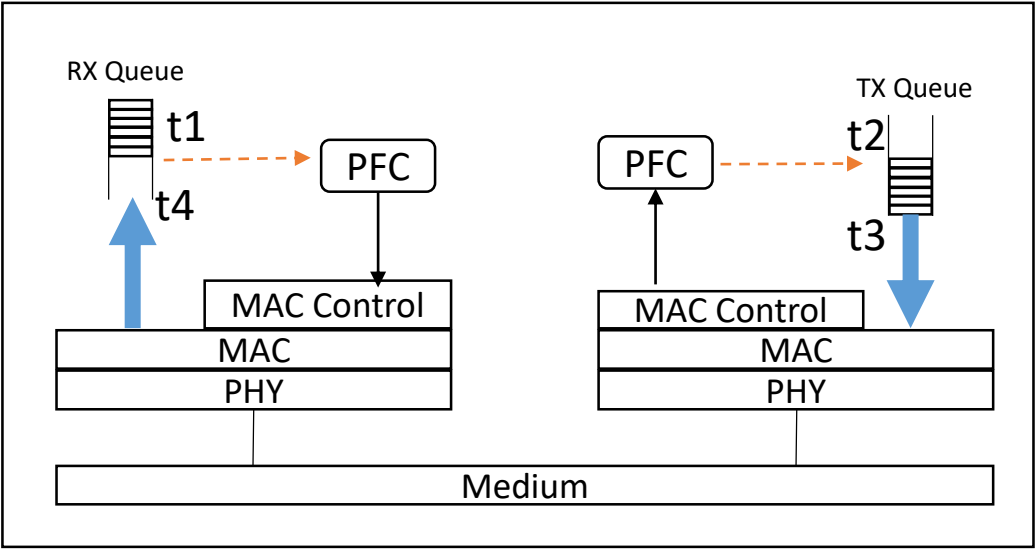 RX Queue
TX Queue
t1
t2
PFC
PFC
t4
t3
MAC Control
MAC Control
MAC
MAC
PHY
PHY
Medium